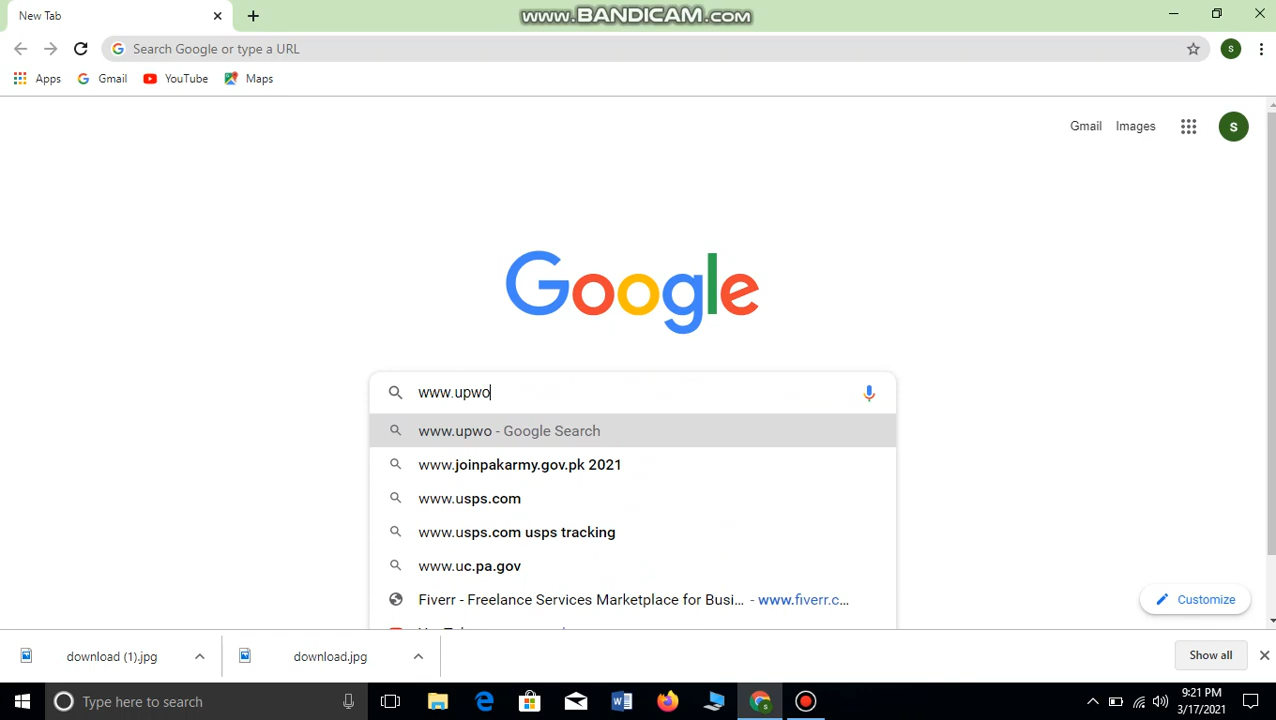 New Tab
www.BANDICAM.com
Search Google or type a URL
S
Apps
Gmail
YouTube
Maps
Gmail
Images
S
Google
www.upwo
www.upwo - Google Search
www.joinpakarmy.gov.pk 2021
www.usps.com
www.usps.com usps tracking
www.uc.pa.gov
Fiverr - Freelance Services Marketplace for Busi... - www.fiverr.c...
Customize
download (1).jpg
download.jpg
Show all
Type here to search
9:21 PM
3/17/2021